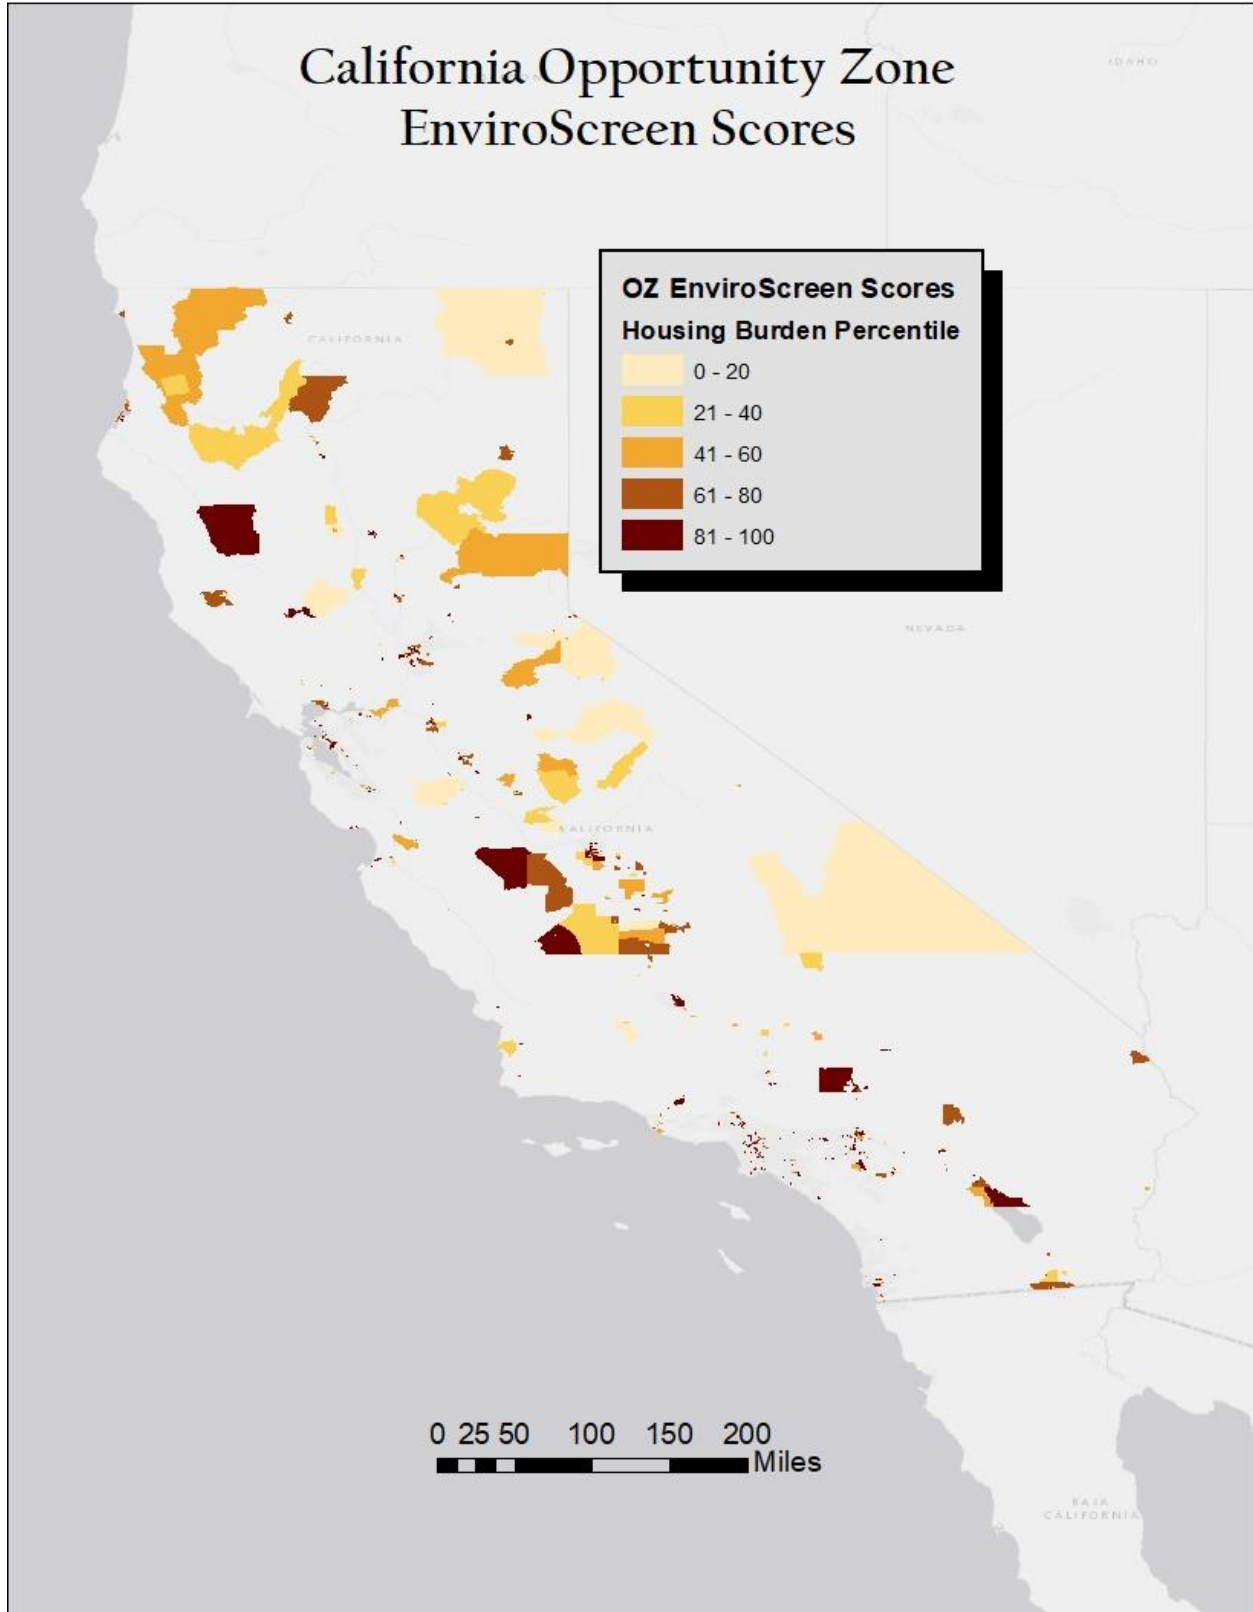 California Opportunity Zone
EnviroScreen Scores
IDAHO
OZ EnviroScreen Scores
Housing Burden Percentile
0 - 20
21 - 40
41 - 60
61 - 80
81 - 100
CALIFORNIA
NEVADA
CALIFORNIA
0 25 50 100 150 200
Miles
BAJA
CALIFORNIA